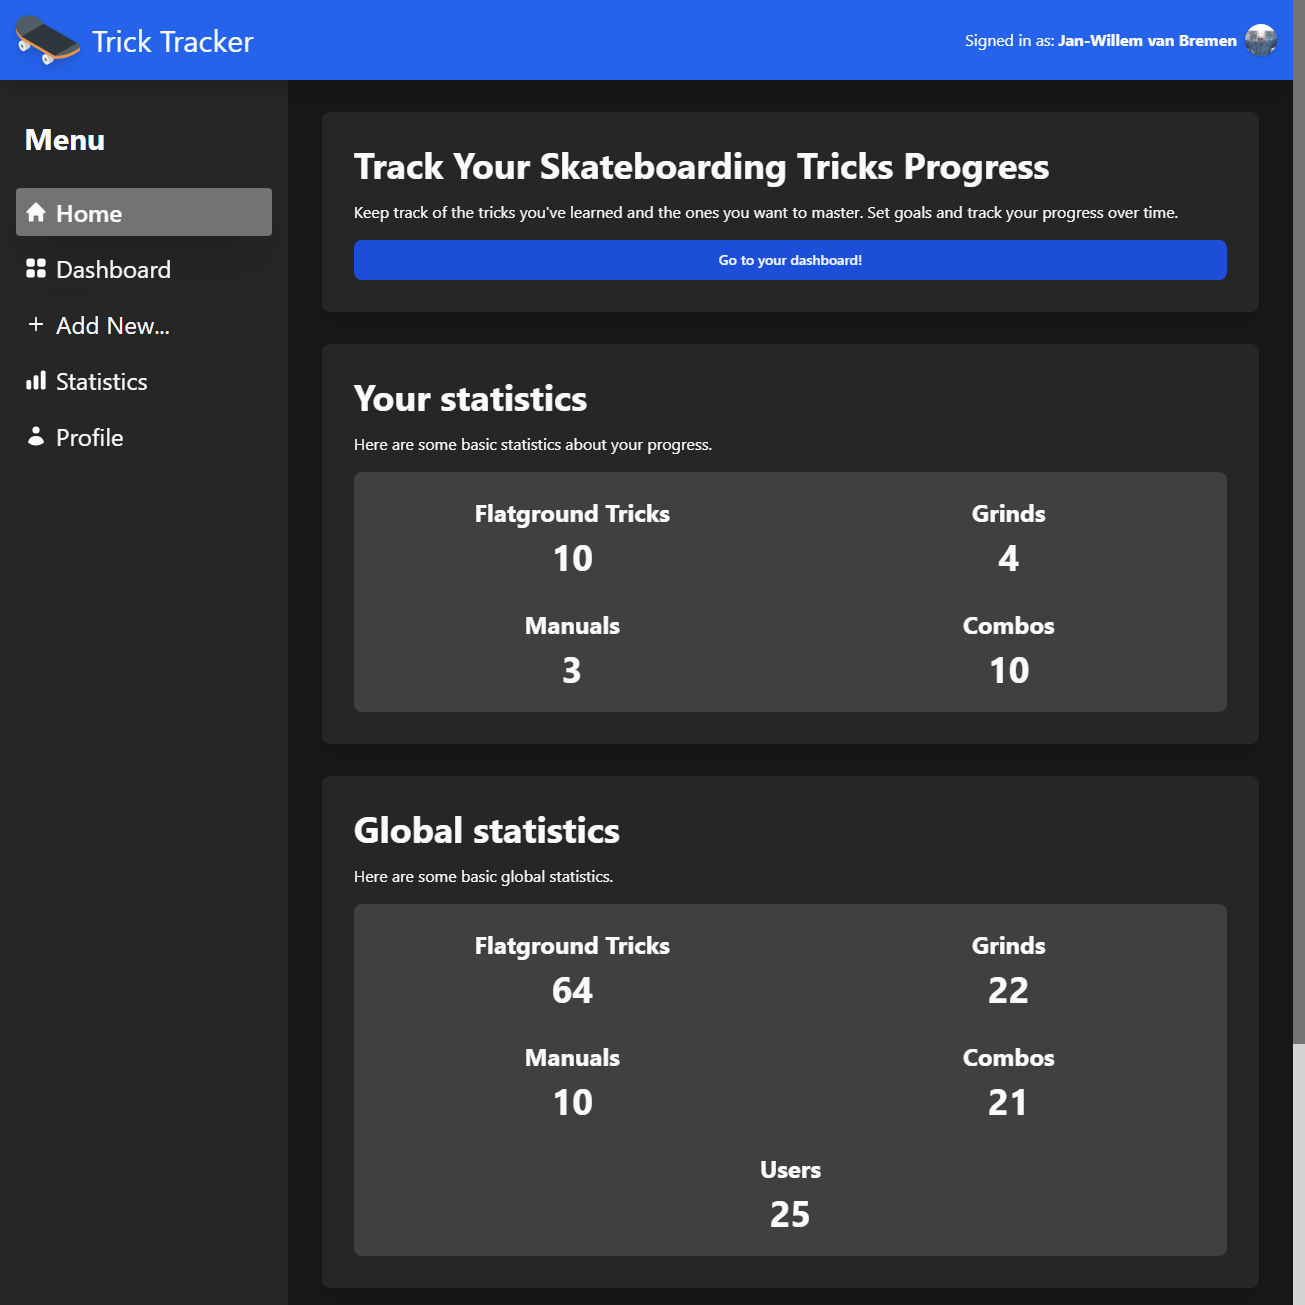 Trick Tracker
Signed in as: Jan-Willem van Bremen
Menu
Home
Dashboard
Add New...
Statistics
Profile
Track Your Skateboarding Tricks Progress
Keep track of the tricks you've learned and the ones you want to master. Set goals and track your progress over time.
Go to your dashboard!
Your statistics
Here are some basic statistics about your progress.
Flatground Tricks
10
Grinds
4
Manuals
3
Combos
10
Global statistics
Here are some basic global statistics.
Flatground Tricks
64
Grinds
22
Manuals
10
Combos
21
Users
25